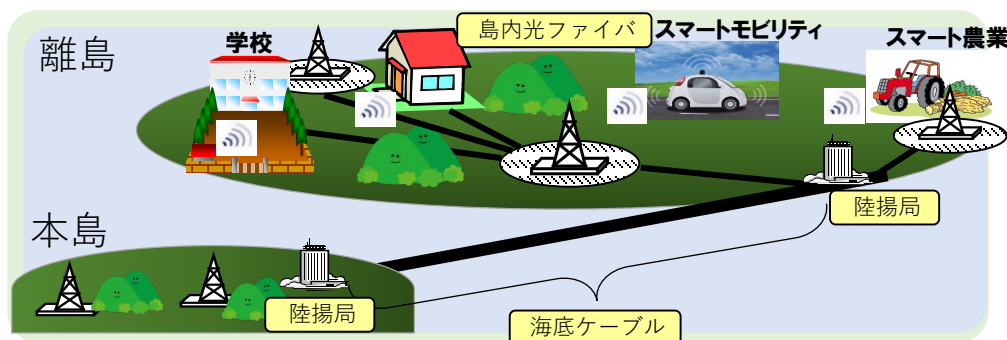 離島
学校
島内光ファイバ
スマートモビリティ
スマート農業
陸揚局
本島
陸揚局
海底ケーブル